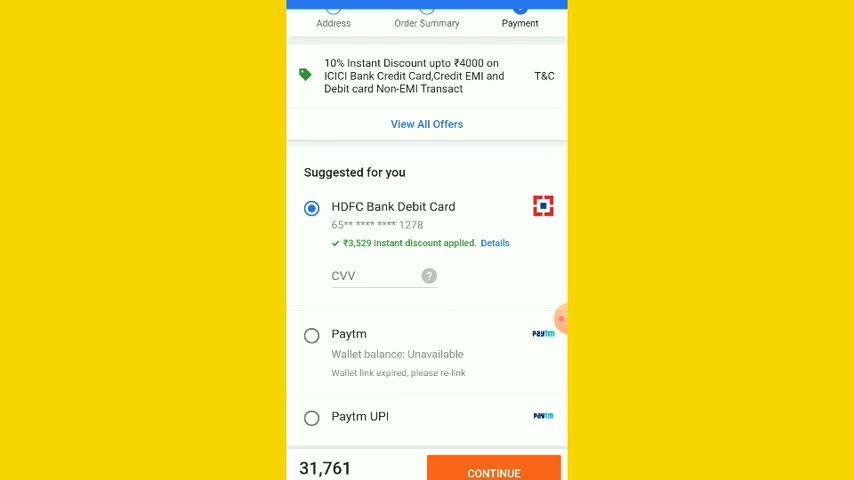 Address Order Summary Payment
10% Instant Discount upto ₹4000 on
ICICI Bank Credit Card,Credit EMI and T&C
Debit card Non-EMI Transact
View All Offers
Suggested for you
HDFC Bank Debit Card
65** **** **** 1278
✓ ₹3,529 instant discount applied. Details
CVV ?
Paytm paytm
Wallet balance: Unavailable
Wallet link expired, please re-link
Paytm UPI paytm
31,761 CONTINUE